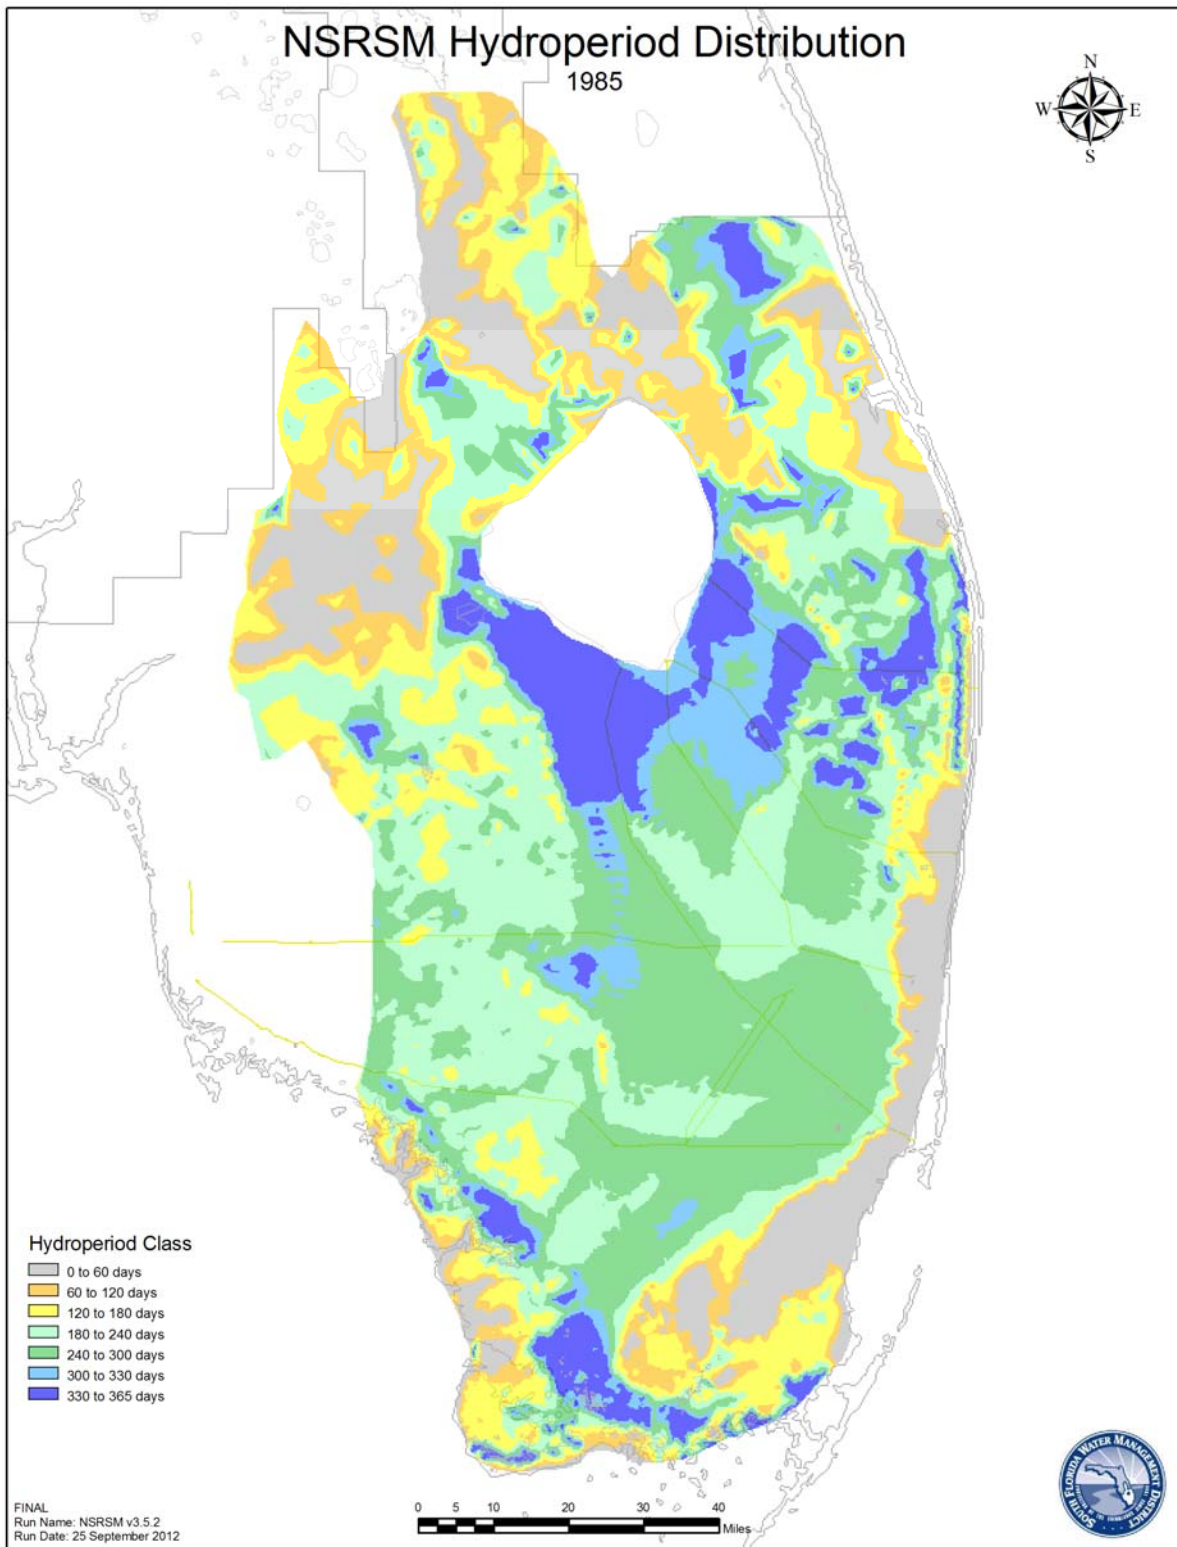 NSRSM Hydroperiod Distribution
1985
N
W E
S
Hydroperiod Class
0 to 60 days
60 to 120 days
120 to 180 days
180 to 240 days
240 to 300 days
300 to 330 days
330 to 365 days
FINAL
Run Name: NSRSM v3.5.2
Run Date: 25 September 2012
0 5 10 20 30 40
Miles
SOUTH FLORIDA WATER MANAGEMENT DISTRICT